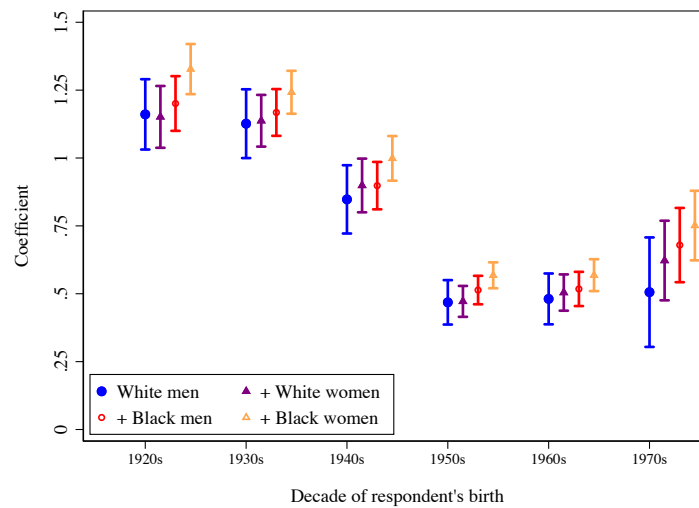 1.5
1.25
1
.75
.5
.25
0
Coefficient
White men
+ White women
+ Black men
+ Black women
1920s 1930s 1940s 1950s 1960s 1970s
Decade of respondent's birth